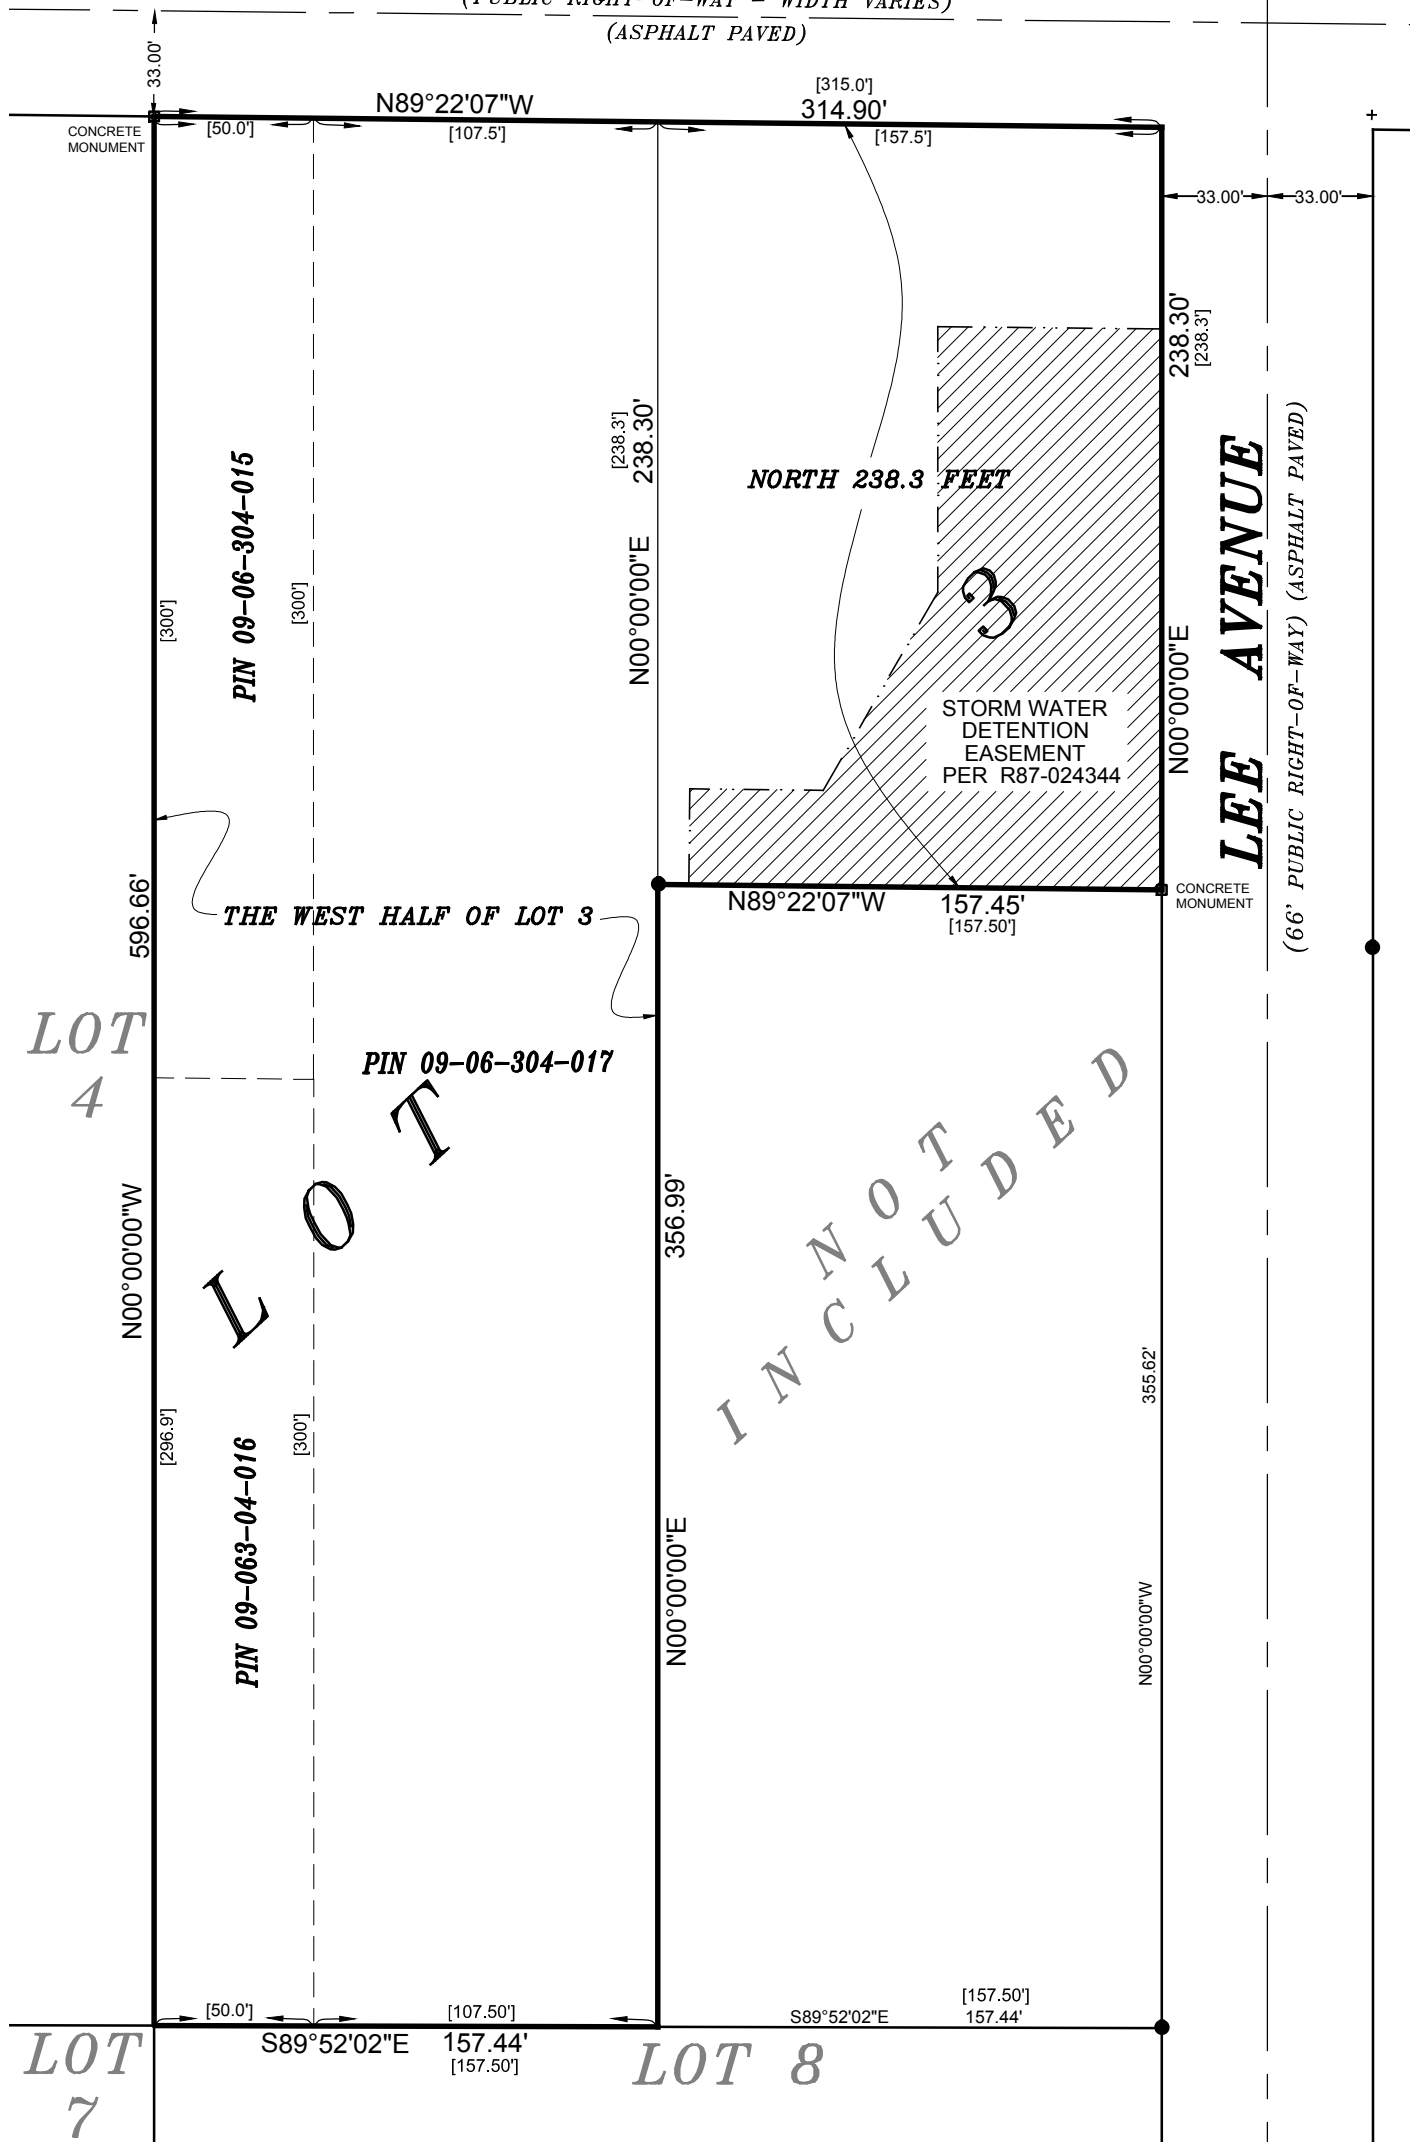 (PUBLIC RIGHT-OF-WAY - WIDTH VARIES)
(ASPHALT PAVED)
33.00'
[315.0']
N89°22'07"W
314.90'
[50.0']
[107.5']
[157.5']
CONCRETE
MONUMENT
33.00'
33.00'
238.30'
[238.3']
[238.3']
238.30'
NORTH 238.3 FEET
PIN 09-06-304-015
[300']
[300']
N00°00'00"E
3
N00°00'00"E
LEE AVENUE
(66' PUBLIC RIGHT-OF-WAY) (ASPHALT PAVED)
STORM WATER
DETENTION
EASEMENT
PER R87-024344
596.66'
THE WEST HALF OF LOT 3
N89°22'07"W
157.45'
[157.50']
CONCRETE
MONUMENT
LOT
4
PIN 09-06-304-017
LOT
NOT
INCLUDED
N00°00'00"W
356.99'
355.62'
[296.9']
[300']
PIN 09-063-04-016
N00°00'00"E
N00°00'00"W
[50.0']
[107.50']
[157.50']
S89°52'02"E
157.44'
S89°52'02"E
157.44'
[157.50']
LOT
7
LOT 8